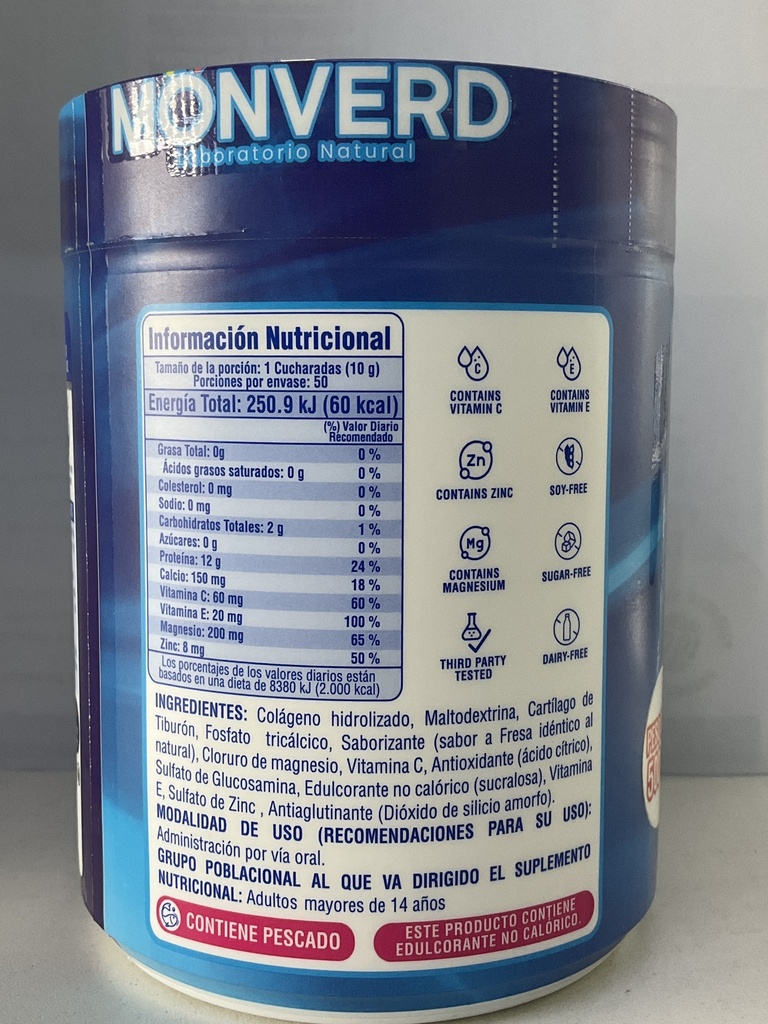 MONVERD
Laboratorio Natural
Información Nutricional
Tamaño de la porción: 1 Cucharadas (10 g)
Porciones por envase: 50
Energía Total: 250.9 kJ (60 kcal)
(%) Valor Diario
Recomendado
Grasa Total: 0g 0 %
Ácidos grasos saturados: 0 g 0 %
Colesterol: 0 mg 0 %
Sodio: 0 mg 0 %
Carbohidratos Totales: 2 g 1 %
Azúcares: 0 g 0 %
Proteína: 12 g 24 %
Calcio: 150 mg 18 %
Vitamina C: 60 mg 60 %
Vitamina E: 20 mg 100 %
Magnesio: 200 mg 65 %
Zinc: 8 mg 50 %
Los porcentajes de los valores diarios están
basados en una dieta de 8380 kJ (2.000 kcal)
C
CONTAINS
VITAMIN C
E
CONTAINS
VITAMIN E
Zn
CONTAINS ZINC
SOY-FREE
Mg
CONTAINS
MAGNESIUM
SUGAR-FREE
THIRD PARTY
TESTED
DAIRY-FREE
INGREDIENTES: Colágeno hidrolizado, Maltodextrina, Cartílago de
Tiburón, Fosfato tricálcico, Saborizante (sabor a Fresa idéntico al
natural), Cloruro de magnesio, Vitamina C, Antioxidante (ácido cítrico),
Sulfato de Glucosamina, Edulcorante no calórico (sucralosa), Vitamina
E, Sulfato de Zinc , Antiaglutinante (Dióxido de silicio amorfo).
MODALIDAD DE USO (RECOMENDACIONES PARA SU USO):
Administración por vía oral.
GRUPO POBLACIONAL AL QUE VA DIRIGIDO EL SUPLEMENTO
NUTRICIONAL: Adultos mayores de 14 años
CONTIENE PESCADO
ESTE PRODUCTO CONTIENE
EDULCORANTE NO CALÓRICO.